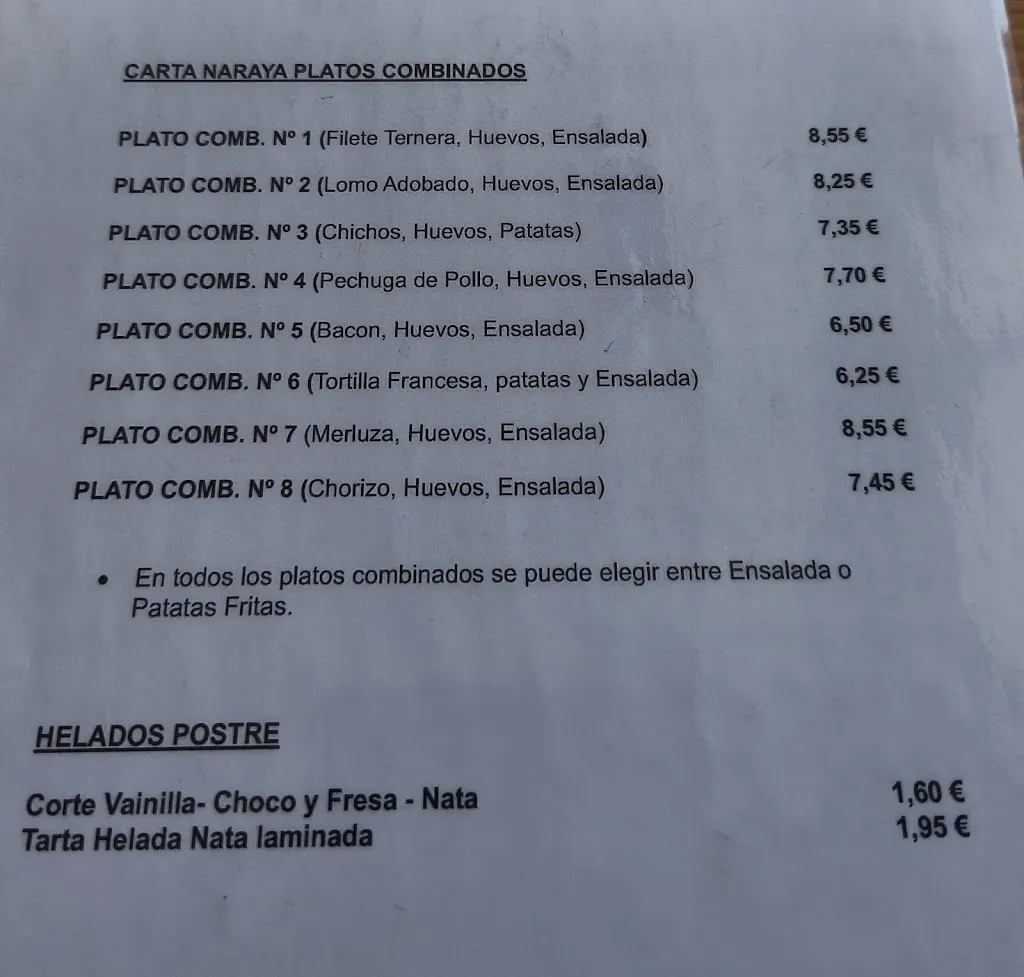 CARTA NARAYA PLATOS COMBINADOS
PLATO COMB. Nº 1 (Filete Ternera, Huevos, Ensalada) 8,55 €
PLATO COMB. Nº 2 (Lomo Adobado, Huevos, Ensalada) 8,25 €
PLATO COMB. Nº 3 (Chichos, Huevos, Patatas) 7,35 €
PLATO COMB. Nº 4 (Pechuga de Pollo, Huevos, Ensalada) 7,70 €
PLATO COMB. Nº 5 (Bacon, Huevos, Ensalada) 6,50 €
PLATO COMB. Nº 6 (Tortilla Francesa, patatas y Ensalada) 6,25 €
PLATO COMB. Nº 7 (Merluza, Huevos, Ensalada) 8,55 €
PLATO COMB. Nº 8 (Chorizo, Huevos, Ensalada) 7,45 €
• En todos los platos combinados se puede elegir entre Ensalada o
Patatas Fritas.
HELADOS POSTRE
Corte Vainilla- Choco y Fresa - Nata 1,60 €
Tarta Helada Nata laminada 1,95 €